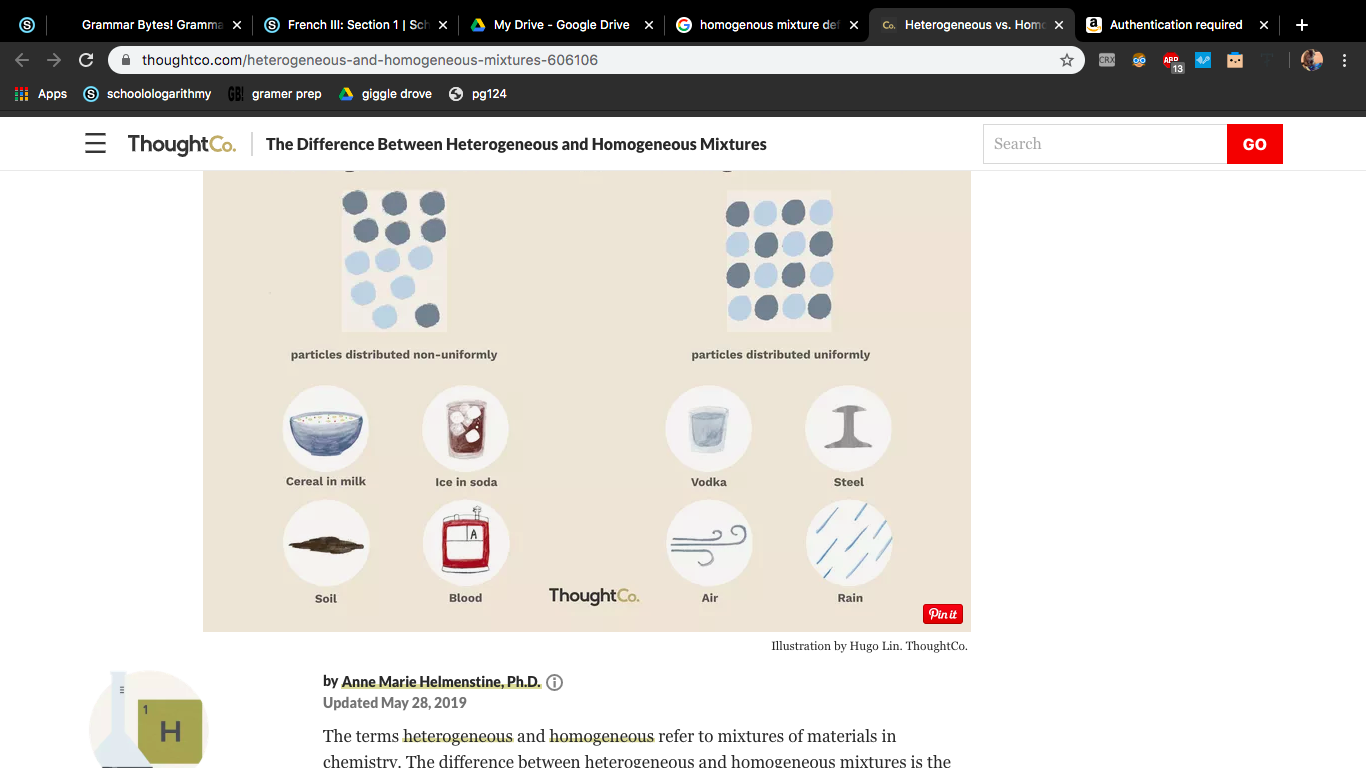 Grammar Bytes! Gramma
French III: Section 1 | Sch
My Drive - Google Drive
homogenous mixture def
Co. Heterogeneous vs. Homo
Authentication required
thoughtco.com/heterogeneous-and-homogeneous-mixtures-606106
CRX
ABP
13
Apps
schoolologarithmy
GB!
gramer prep
giggle drove
pg124
ThoughtCo.
The Difference Between Heterogeneous and Homogeneous Mixtures
Search
GO
particles distributed non-uniformly
particles distributed uniformly
Cereal in milk
Ice in soda
Vodka
Steel
A
Soil
Blood
ThoughtCo.
Air
Rain
Pin it
Illustration by Hugo Lin. ThoughtCo.
by Anne Marie Helmenstine, Ph.D.
Updated May 28, 2019
1
H
The terms heterogeneous and homogeneous refer to mixtures of materials in
chemistry. The difference between heterogeneous and homogeneous mixtures is the